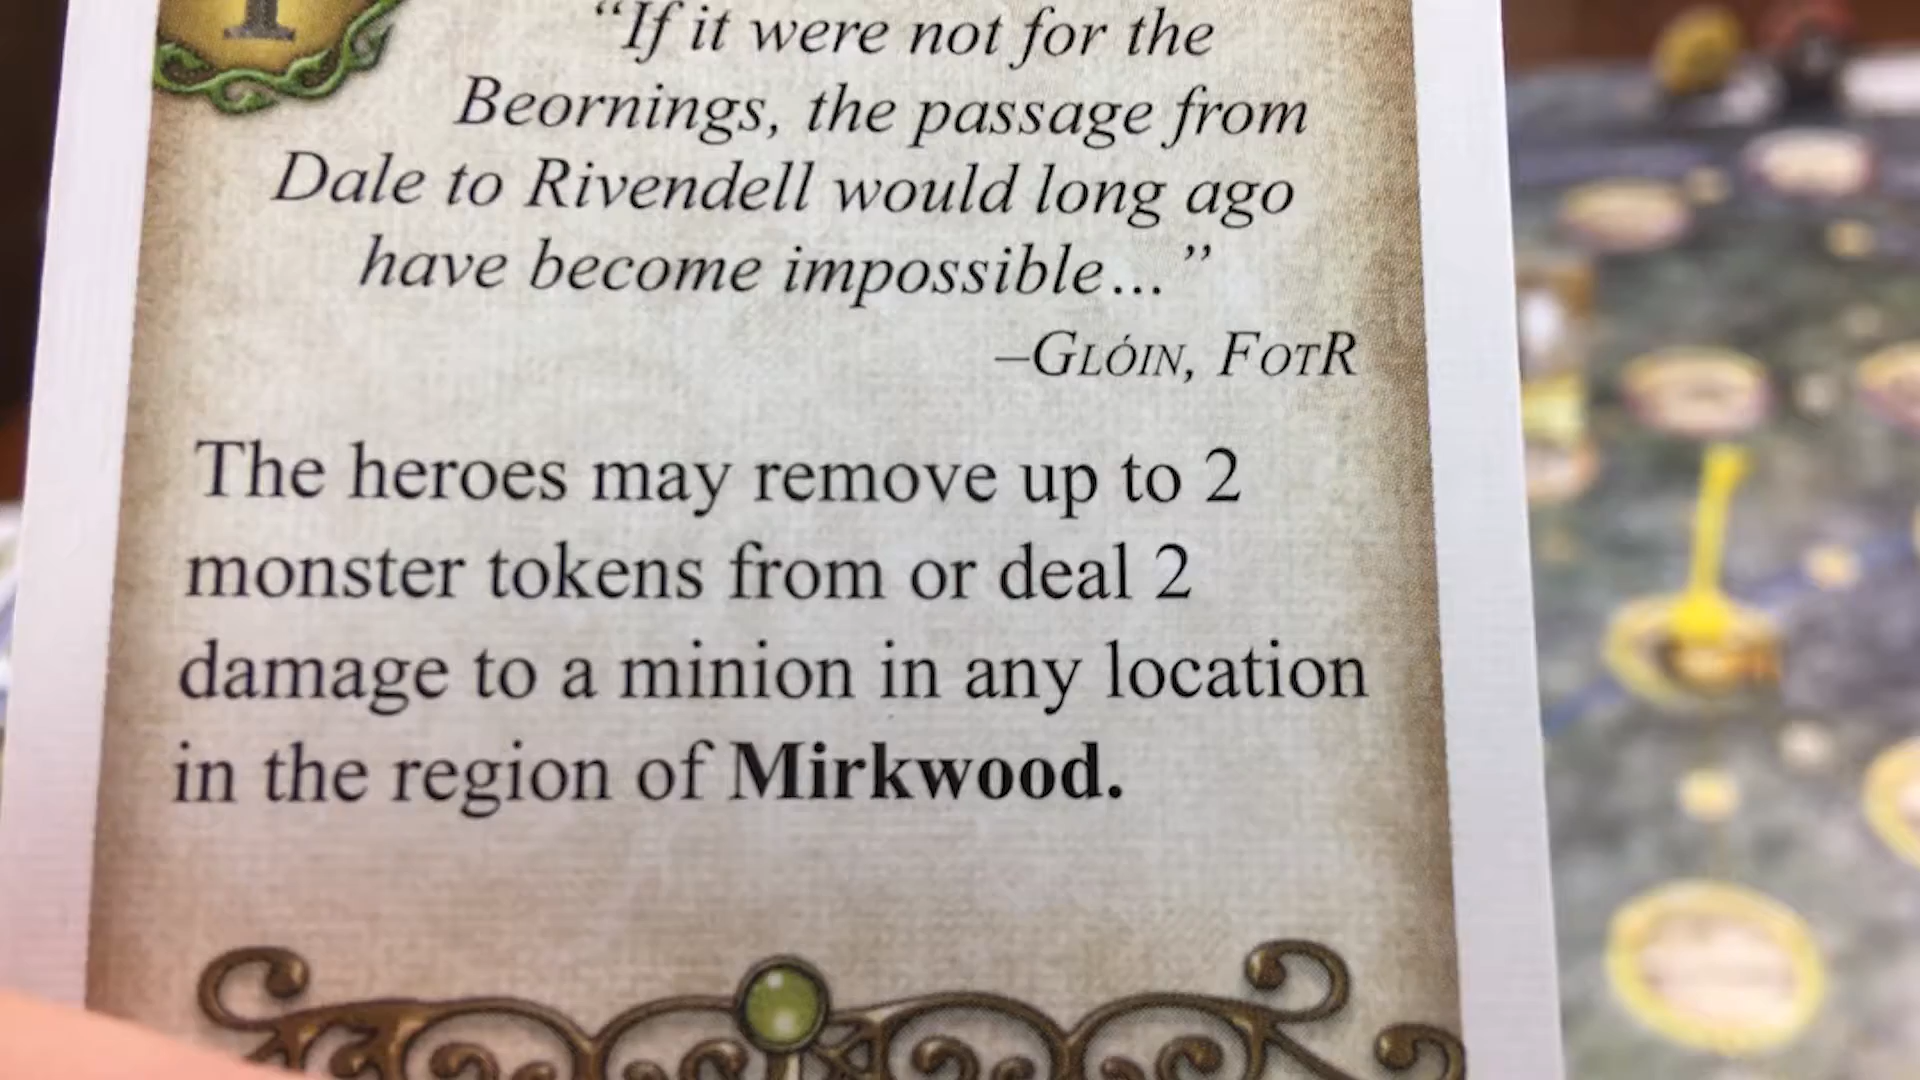 1
“If it were not for the
Beornings, the passage from
Dale to Rivendell would long ago
have become impossible...”
–GLÓIN, FOTR
The heroes may remove up to 2
monster tokens from or deal 2
damage to a minion in any location
in the region of Mirkwood.